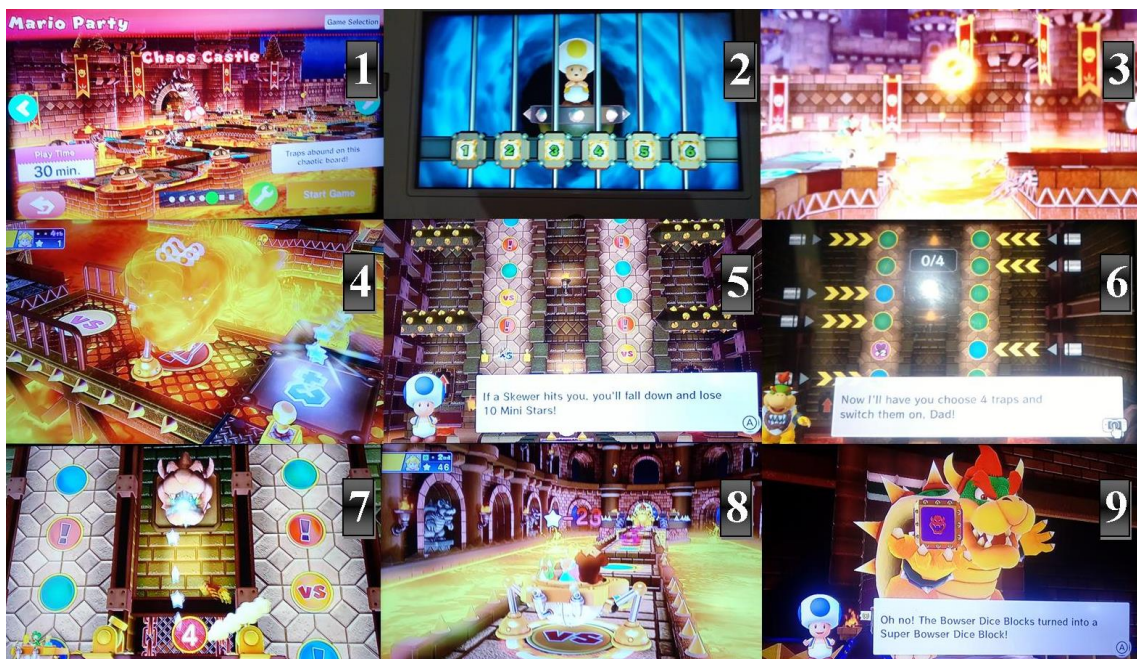 Mario Party
Game Selection
Chaos Castle
1
Play Time
30 min.
Traps abound on this
chaotic board!
Start Game
2
1 2 3 4 5 6
3
4th
1
VS
4
5
VS
VS
If a Skewer hits you, you'll fall down and lose
10 Mini Stars!
A
0/4
6
Now I'll have you choose 4 traps and
switch them on, Dad!
7
!
!
VS
4
2nd
46
8
VS
9
Oh no! The Bowser Dice Blocks turned into a
Super Bowser Dice Block!
A